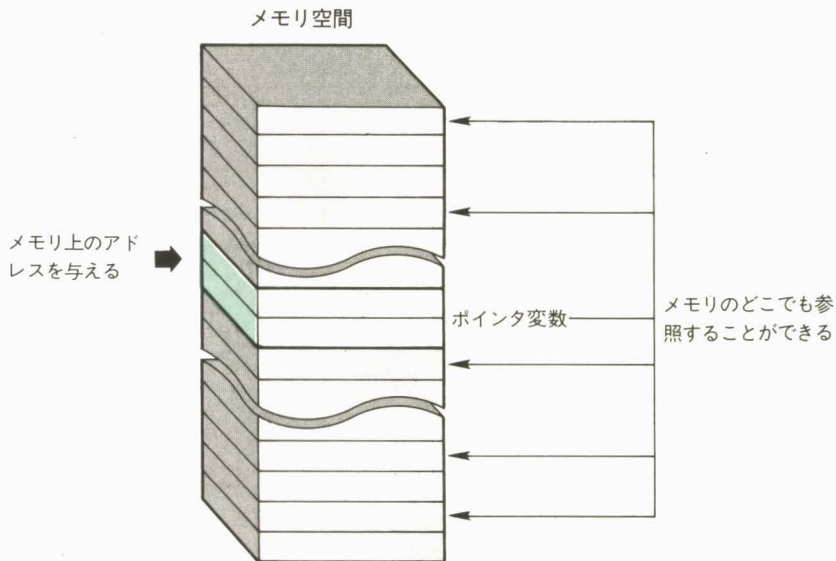 メモリ空間
メモリ上のアド
レスを与える
ポインタ変数
メモリのどこでも参
照することができる